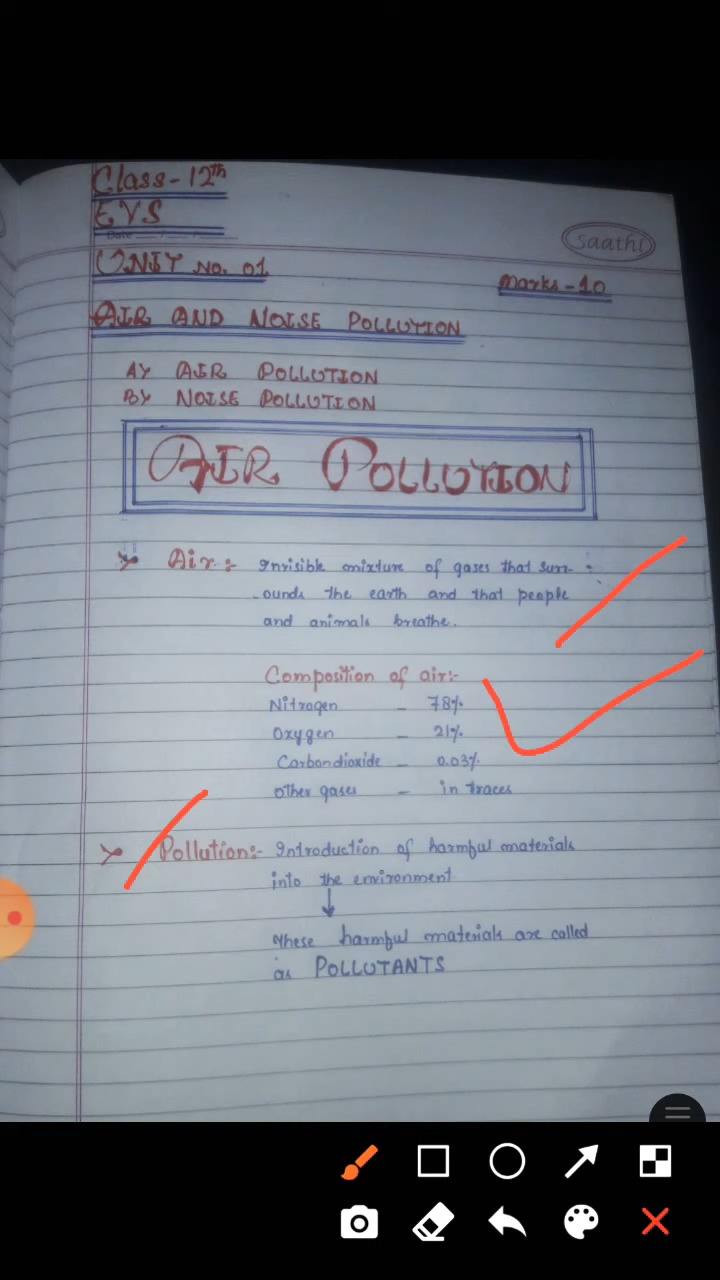 Class-12th
EVS
Date
saathi
UNIT No. 01
Marks-10
AIR AND NOISE POLLUTION
A) AIR POLLUTION
B) NOISE POLLUTION
AIR POLLUTION
Air:- Invisible mixture of gases that surr-
-ounds the earth and that people
and animals breathe.
Composition of air:-
Nitrogen - 78%
Oxygen - 21%
Carbondioxide - 0.03%
other gases - in traces
Pollution:- Introduction of harmful materials
into the environment
↓
These harmful materials are called
as POLLUTANTS